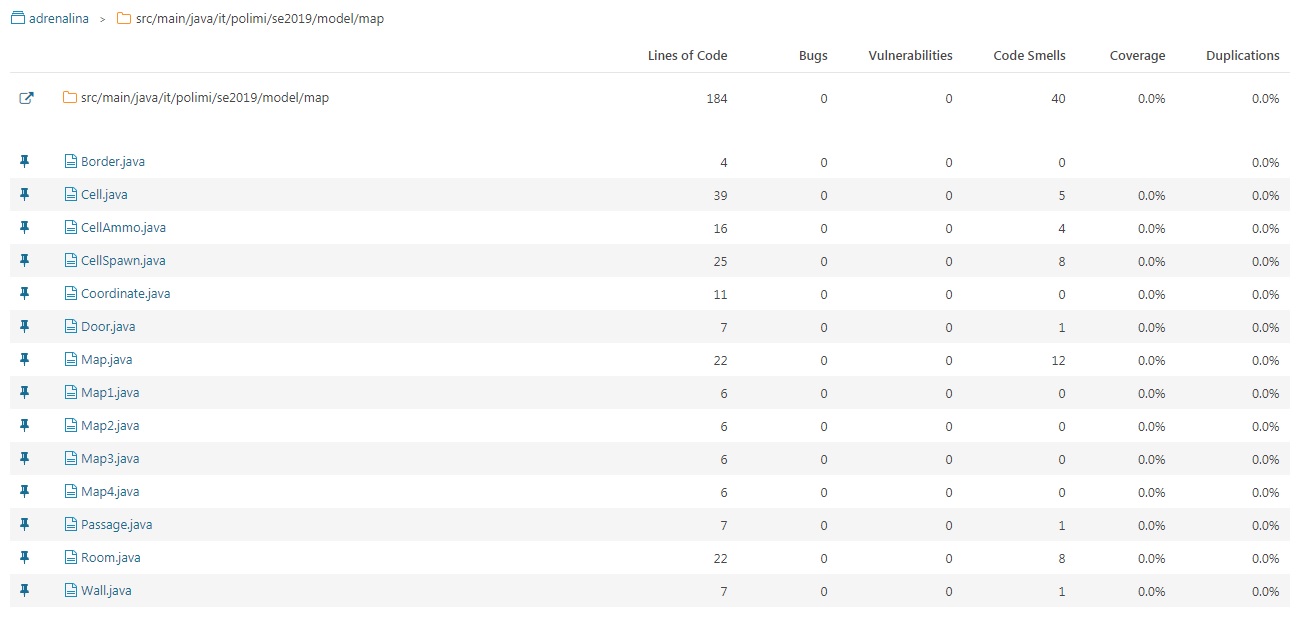 adrenalina > src/main/java/it/polimi/se2019/model/map
Lines of Code Bugs Vulnerabilities Code Smells Coverage Duplications
src/main/java/it/polimi/se2019/model/map 184 0 0 40 0.0% 0.0%
Border.java 4 0 0 0 0.0%
Cell.java 39 0 0 5 0.0% 0.0%
CellAmmo.java 16 0 0 4 0.0% 0.0%
CellSpawn.java 25 0 0 8 0.0% 0.0%
Coordinate.java 11 0 0 0 0.0% 0.0%
Door.java 7 0 0 1 0.0% 0.0%
Map.java 22 0 0 12 0.0% 0.0%
Map1.java 6 0 0 0 0.0% 0.0%
Map2.java 6 0 0 0 0.0% 0.0%
Map3.java 6 0 0 0 0.0% 0.0%
Map4.java 6 0 0 0 0.0% 0.0%
Passage.java 7 0 0 1 0.0% 0.0%
Room.java 22 0 0 8 0.0% 0.0%
Wall.java 7 0 0 1 0.0% 0.0%